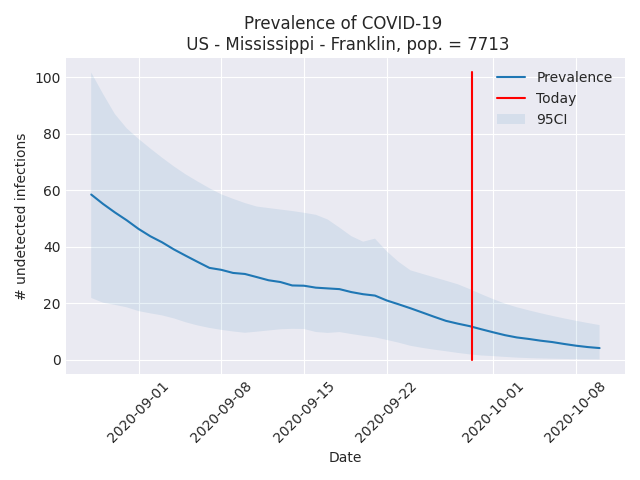 Prevalence of COVID-19
US - Mississippi - Franklin, pop. = 7713
Prevalence
Today
95CI
100
80
60
40
20
0
# undetected infections
2020-09-01
2020-09-08
2020-09-15
2020-09-22
2020-10-01
2020-10-08
Date